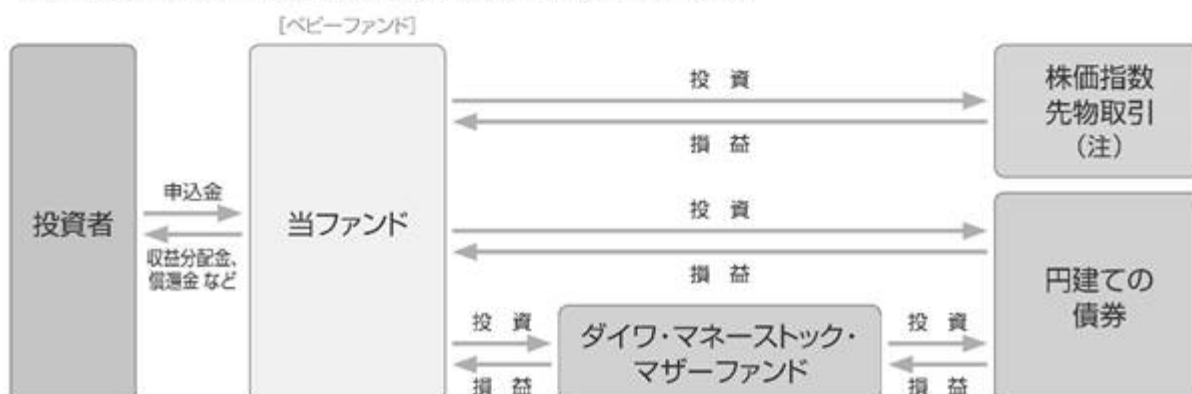 [ベビーファンド]
投資者
申込金
収益分配金、
償還金 など
当ファンド
投 資
損 益
株価指数
先物取引
(注)
投 資
損 益
円建ての
債券
投 資
損 益
ダイワ・マネーストック・
マザーファンド
投 資
損 益